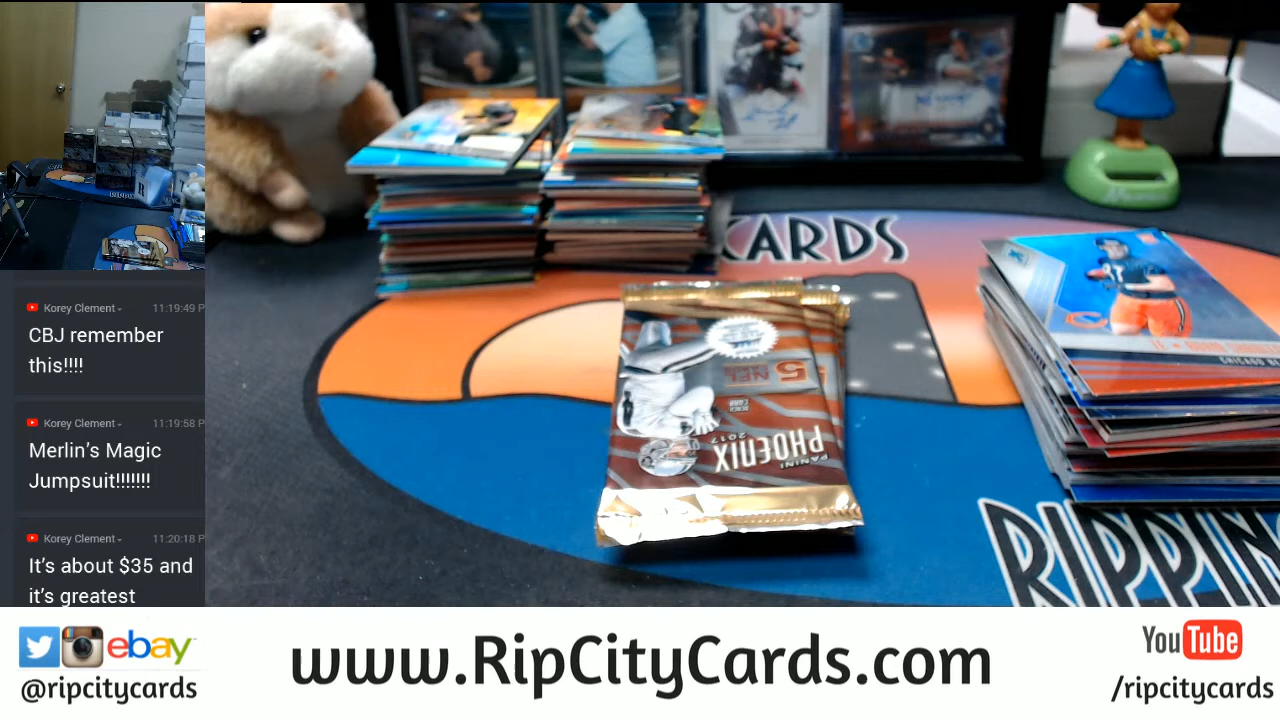 Korey Clement 11:19:49 P
CBJ remember
this!!!!
Korey Clement 11:19:58 P
Merlin's Magic
Jumpsuit!!!!!!!
Korey Clement 11:20:18 P
It's about $35 and
it's greatest
CARDS
5 NFL
2017
PHOENIX
PANINI
RIPPIN
ebay
@ripcitycards
www.RipCityCards.com
YouTube
/ripcitycards